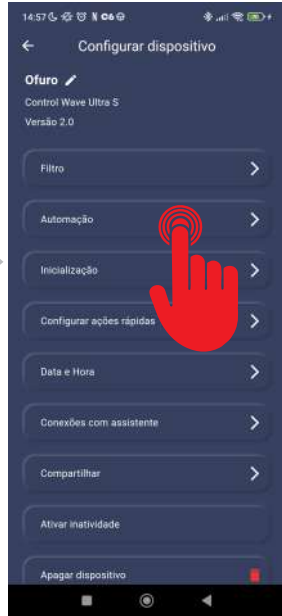 14:57
Configurar dispositivo
Ofuro
Control Wave Ultra S
Versão 2.0
Filtro
Automação
Inicialização
Configurar ações rápidas
Data e Hora
Conexões com assistente
Compartilhar
Ativar inatividade
Apagar dispositivo